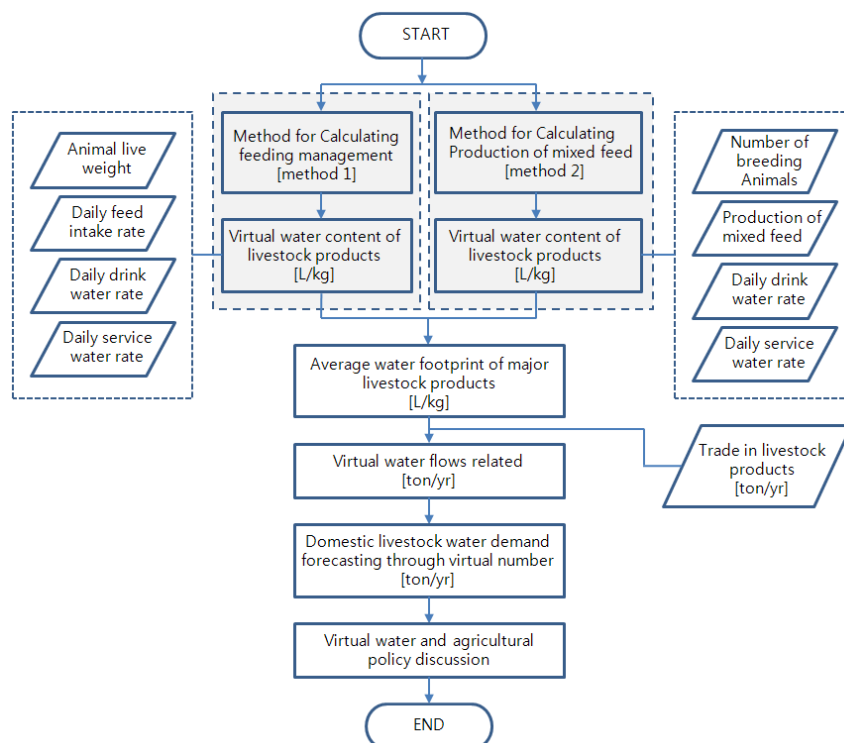 START
Method for Calculating
feeding management
[method 1]
Method for Calculating
Production of mixed feed
[method 2]
Animal live
weight
Daily feed
intake rate
Daily drink
water rate
Daily service
water rate
Virtual water content of
livestock products
[L/kg]
Virtual water content of
livestock products
[L/kg]
Number of
breeding
Animals
Production of
mixed feed
Daily drink
water rate
Daily service
water rate
Average water footprint of major
livestock products
[L/kg]
Trade in livestock
products
[ton/yr]
Virtual water flows related
[ton/yr]
Domestic livestock water demand
forecasting through virtual number
[ton/yr]
Virtual water and agricultural
policy discussion
END